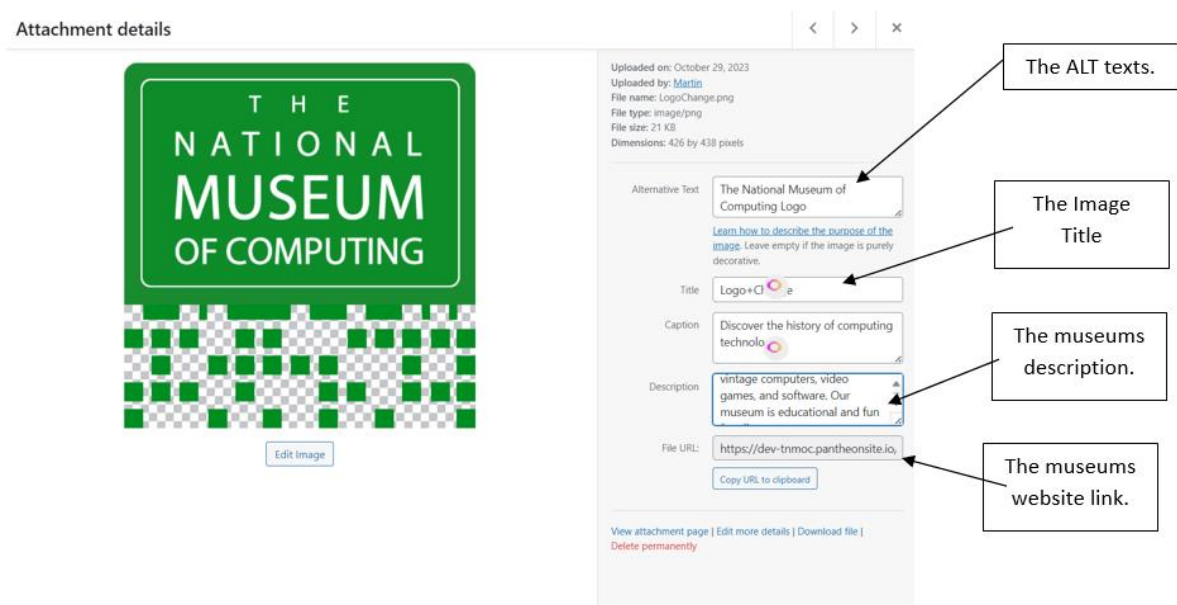 Attachment details
THE
NATIONAL
MUSEUM
OF COMPUTING
Edit Image
Uploaded on: October 29, 2023
Uploaded by: Martin
File name: LogoChange.png
File type: image/png
File size: 21 KB
Dimensions: 426 by 438 pixels
Alternative Text
The National Museum of
Computing Logo
Learn how to describe the purpose of the
image. Leave empty if the image is purely
decorative.
Title
Caption
Discover the history of computing
Description
vintage computers, video
games, and software. Our
museum is educational and fun
File URL:
https://dev-tnmoc.pantheonsite.io/
Copy URL to clipboard
View attachment page | Edit more details | Download file |
Delete permanently
The ALT texts.
The Image
Title
The museums
description.
The museums
website link.